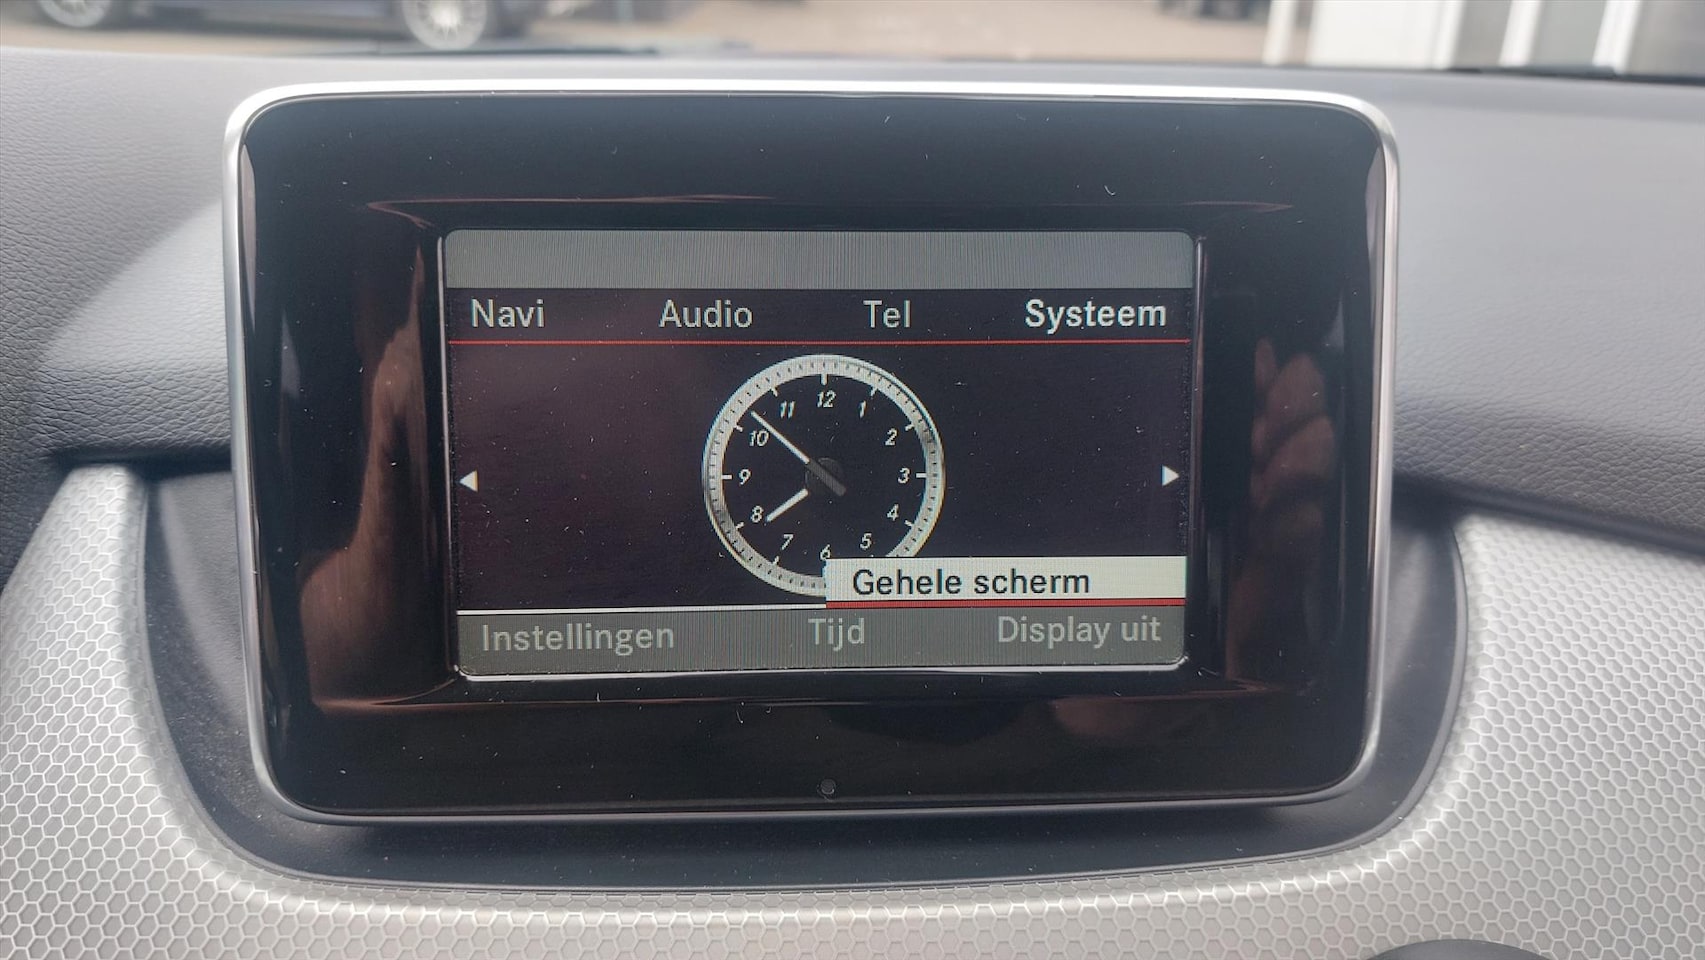 Navi Audio Tel Systeem
12
11 1
10 2
9 3
8 4
7 5
6
Gehele scherm
Instellingen Tijd Display uit